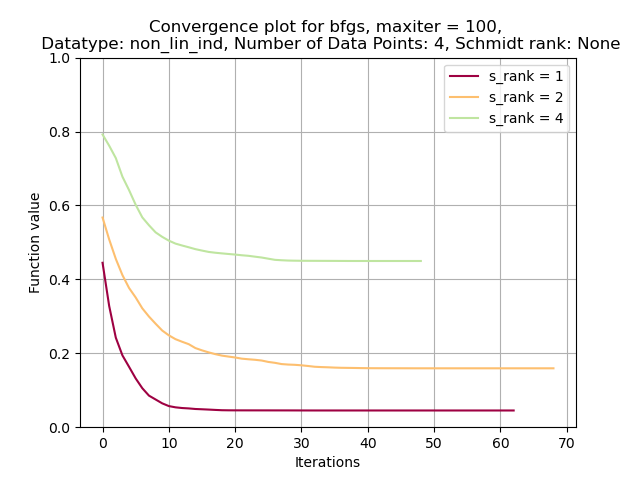 Convergence plot for bfgs, maxiter = 100,
Datatype: non_lin_ind, Number of Data Points: 4, Schmidt rank: None
1.0
0.8
0.6
0.4
0.2
0.0
Function value
s_rank = 1
s_rank = 2
s_rank = 4
0 10 20 30 40 50 60 70
Iterations